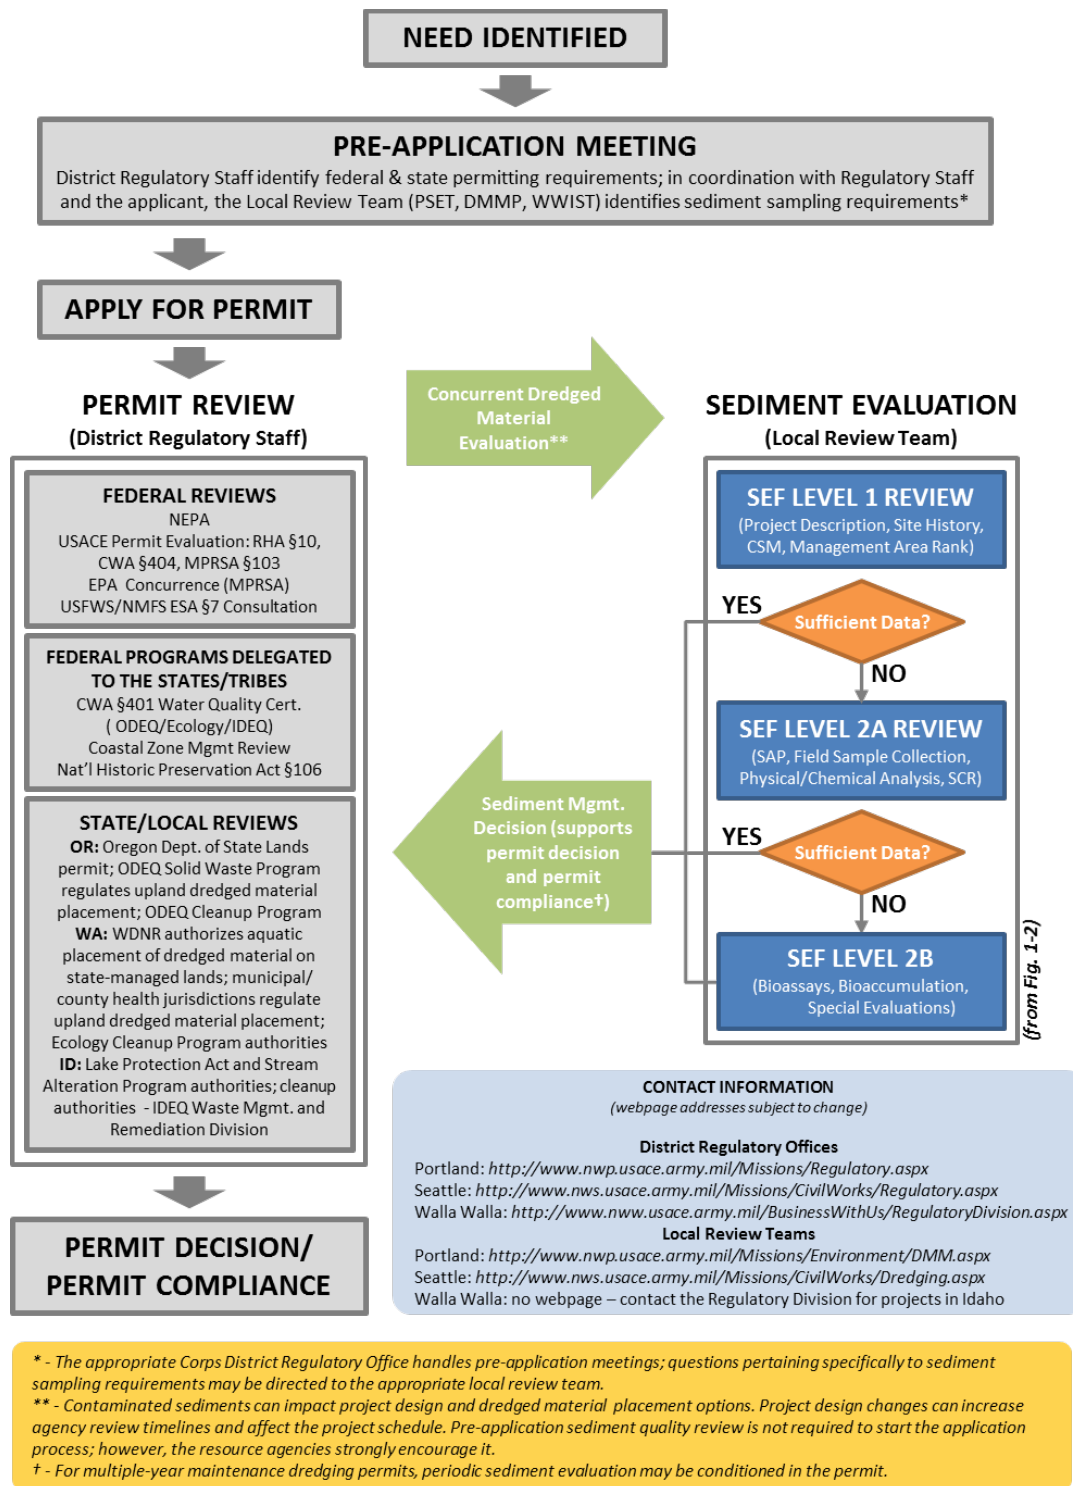 NEED IDENTIFIED
PRE-APPLICATION MEETING
District Regulatory Staff identify federal & state permitting requirements; in coordination with Regulatory Staff
and the applicant, the Local Review Team (PSET, DMMP, WWIST) identifies sediment sampling requirements*
APPLY FOR PERMIT
PERMIT REVIEW
(District Regulatory Staff)
FEDERAL REVIEWS
NEPA
USACE Permit Evaluation: RHA §10,
CWA §404, MPRSA §103
EPA Concurrence (MPRSA)
USFWS/NMFS ESA §7 Consultation
FEDERAL PROGRAMS DELEGATED
TO THE STATES/TRIBES
CWA §401 Water Quality Cert.
( ODEQ/Ecology/IDEQ)
Coastal Zone Mgmt Review
Nat'l Historic Preservation Act §106
STATE/LOCAL REVIEWS
OR: Oregon Dept. of State Lands
permit; ODEQ Solid Waste Program
regulates upland dredged material
placement; ODEQ Cleanup Program
WA: WDNR authorizes aquatic
placement of dredged material on
state-managed lands; municipal/
county health jurisdictions regulate
upland dredged material placement;
Ecology Cleanup Program authorities
ID: Lake Protection Act and Stream
Alteration Program authorities; cleanup
authorities - IDEQ Waste Mgmt. and
Remediation Division
PERMIT DECISION/
PERMIT COMPLIANCE
Concurrent Dredged
Material
Evaluation**
SEDIMENT EVALUATION
(Local Review Team)
SEF LEVEL 1 REVIEW
(Project Description, Site History,
CSM, Management Area Rank)
YES
Sufficient Data?
NO
SEF LEVEL 2A REVIEW
(SAP, Field Sample Collection,
Physical/Chemical Analysis, SCR)
YES
Sufficient Data?
NO
SEF LEVEL 2B
(Bioassays, Bioaccumulation,
Special Evaluations)
(from Fig. 1-2)
Sediment Mgmt.
Decision (supports
permit decision
and permit
compliance†)
CONTACT INFORMATION
(webpage addresses subject to change)
District Regulatory Offices
Portland: http://www.nwp.usace.army.mil/Missions/Regulatory.aspx
Seattle: http://www.nws.usace.army.mil/Missions/CivilWorks/Regulatory.aspx
Walla Walla: http://www.nww.usace.army.mil/BusinessWithUs/RegulatoryDivision.aspx
Local Review Teams
Portland: http://www.nwp.usace.army.mil/Missions/Environment/DMM.aspx
Seattle: http://www.nws.usace.army.mil/Missions/CivilWorks/Dredging.aspx
Walla Walla: no webpage – contact the Regulatory Division for projects in Idaho
* - The appropriate Corps District Regulatory Office handles pre-application meetings; questions pertaining specifically to sediment
sampling requirements may be directed to the appropriate local review team.
** - Contaminated sediments can impact project design and dredged material placement options. Project design changes can increase
agency review timelines and affect the project schedule. Pre-application sediment quality review is not required to start the application
process; however, the resource agencies strongly encourage it.
† - For multiple-year maintenance dredging permits, periodic sediment evaluation may be conditioned in the permit.